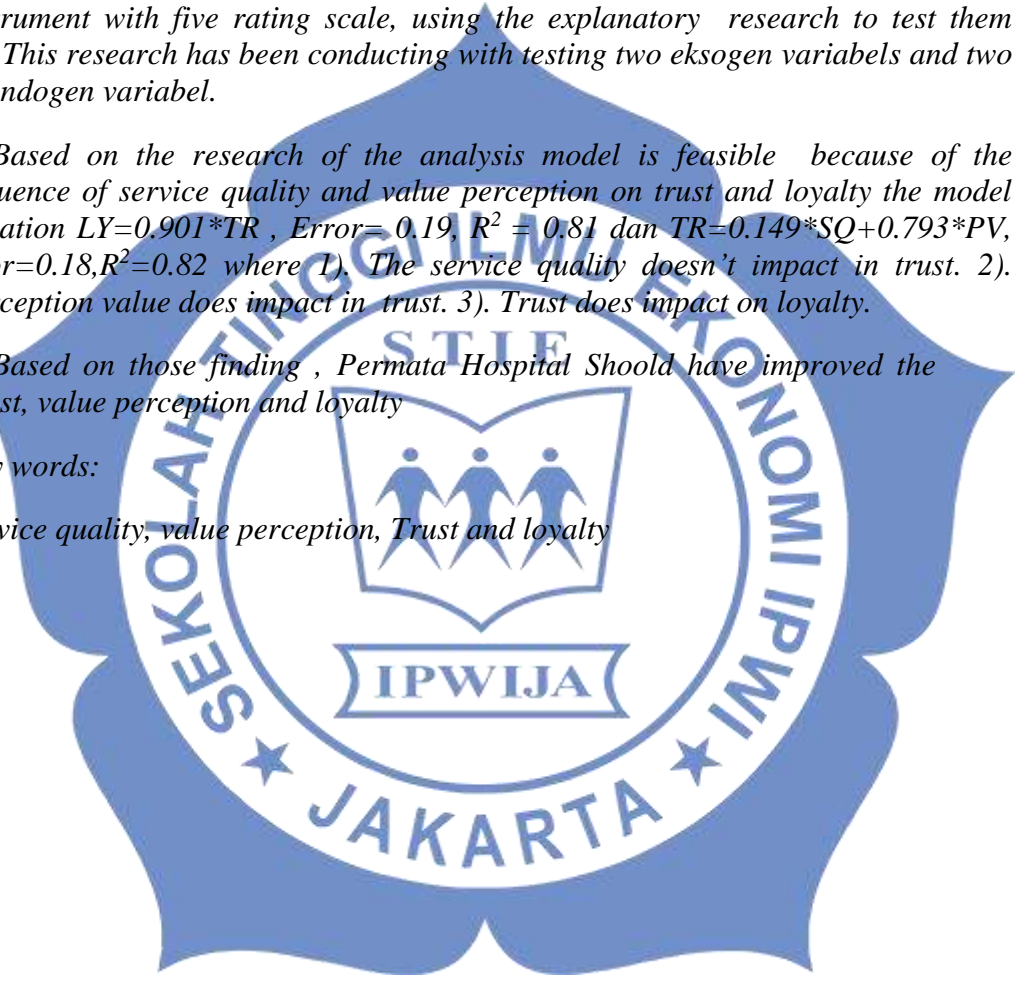 rument with five rating scale, using the explanatory research to test them
This research has been conducting with testing two eksogen variabels and two
ndogen variabel.
Based on the research of the analysis model is feasible because of the
uence of service quality and value perception on trust and loyalty the model
ation LY=0.901*TR , Error= 0.19, R² = 0.81 dan TR=0.149*SQ+0.793*PV,
or=0.18,R²=0.82 where 1). The service quality doesn't impact in trust. 2).
ception value does impact in trust. 3). Trust does impact on loyalty.
Based on those finding , Permata Hospital Shoold have improved the
st, value perception and loyalty
words:
vice quality, value perception, Trust and loyalty
SEKOLAH TINGGI ILMU EKONOMI IPWI
STIE
IPWIJA
★ JAKARTA ★